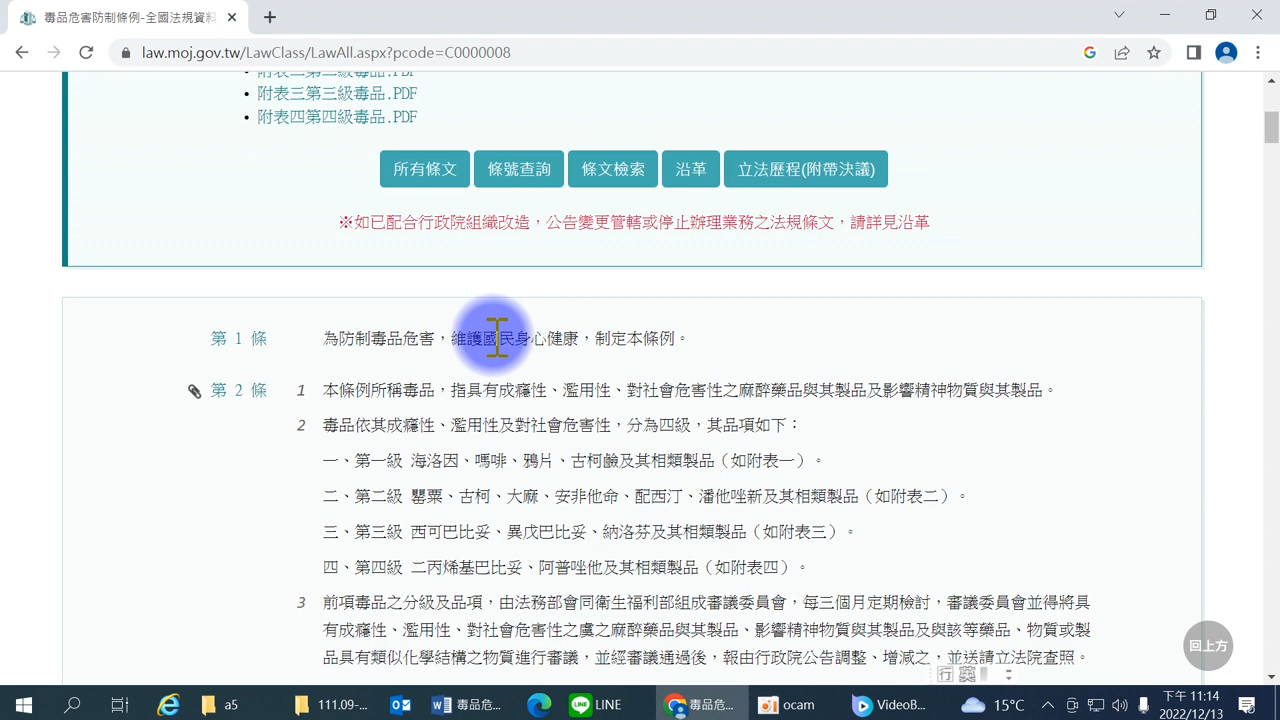 毒品危害防制條例-全國法規資料
law.moj.gov.tw/LawClass/LawAll.aspx?pcode=C0000008
附表二第二級毒品.PDF
附表三第三級毒品.PDF
附表四第四級毒品.PDF
所有條文 條號查詢 條文檢索 沿革 立法歷程(附帶決議)
※如已配合行政院組織改造，公告變更管轄或停止辦理業務之法規條文，請詳見沿革
第 1 條 為防制毒品危害，維護國民身心健康，制定本條例。
第 2 條 1 本條例所稱毒品，指具有成癮性、濫用性、對社會危害性之麻醉藥品與其製品及影響精神物質與其製品。
2 毒品依其成癮性、濫用性及對社會危害性，分為四級，其品項如下：
一、第一級 海洛因、嗎啡、鴉片、古柯鹼及其相類製品（如附表一）。
二、第二級 罌粟、古柯、大麻、安非他命、配西汀、潘他唑新及其相類製品（如附表二）。
三、第三級 西可巴比妥、異戊巴比妥、納洛芬及其相類製品（如附表三）。
四、第四級 二丙烯基巴比妥、阿普唑他及其相類製品（如附表四）。
3 前項毒品之分級及品項，由法務部會同衛生福利部組成審議委員會，每三個月定期檢討，審議委員會並得將具
有成癮性、濫用性、對社會危害性之虞之麻醉藥品與其製品、影響精神物質與其製品及與該等藥品、物質或製
品具有類似化學結構之物質進行審議，並經審議通過後，報由行政院公告調整、增減之，並送請立法院查照。
回上方
行 英
a5 111.09-... 毒品危... LINE 毒品危... ocam VideoB... 15°C 英 下午 11:14
2022/12/13